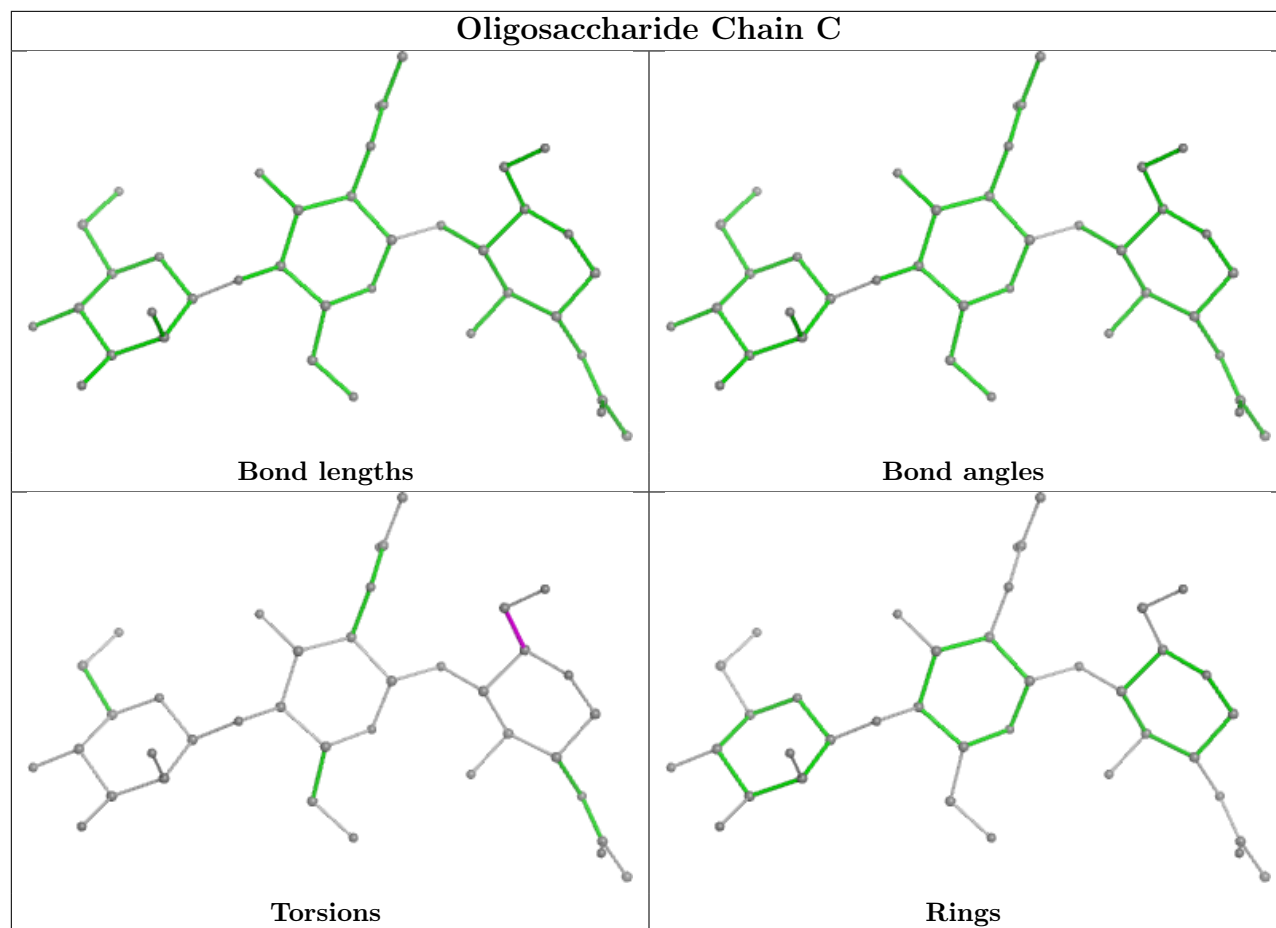 Oligosaccharide Chain C
Bond lengths
Bond angles
Torsions
Rings